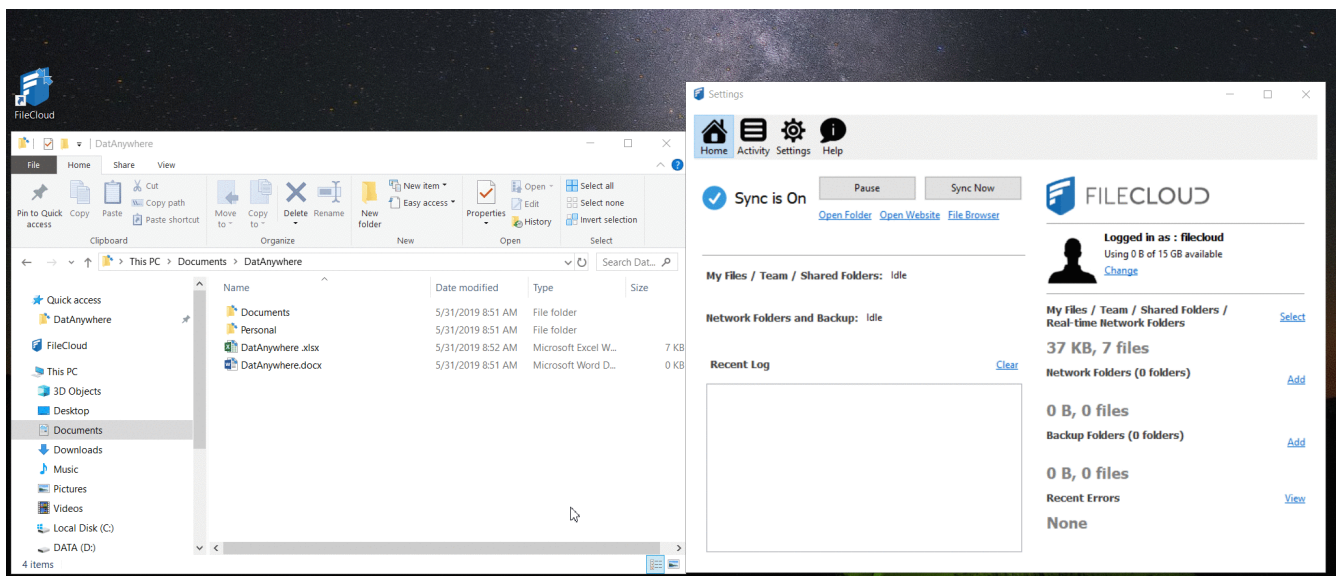 FileCloud
DatAnywhere
File Home Share View
Pin to Quick access
Copy
Paste
Cut
Copy path
Paste shortcut
Clipboard
Move to
Copy to
Delete
Rename
Organize
New folder
New item
Easy access
New
Properties
Open
Edit
History
Open
Select all
Select none
Invert selection
Select
> This PC > Documents > DatAnywhere
Search Dat...
Quick access
DatAnywhere
FileCloud
This PC
3D Objects
Desktop
Documents
Downloads
Music
Pictures
Videos
Local Disk (C:)
DATA (D:)
Name Date modified Type Size
Documents 5/31/2019 8:51 AM File folder
Personal 5/31/2019 8:51 AM File folder
DatAnywhere .xlsx 5/31/2019 8:52 AM Microsoft Excel W... 7 KB
DatAnywhere.docx 5/31/2019 8:51 AM Microsoft Word D... 0 KB
4 items
Settings
Home Activity Settings Help
Sync is On
Pause Sync Now
Open Folder Open Website File Browser
My Files / Team / Shared Folders: Idle
Network Folders and Backup: Idle
Recent Log Clear
FILECLOUD
Logged in as : filecloud
Using 0 B of 15 GB available
Change
My Files / Team / Shared Folders /
Real-time Network Folders Select
37 KB, 7 files
Network Folders (0 folders) Add
0 B, 0 files
Backup Folders (0 folders) Add
0 B, 0 files
Recent Errors View
None